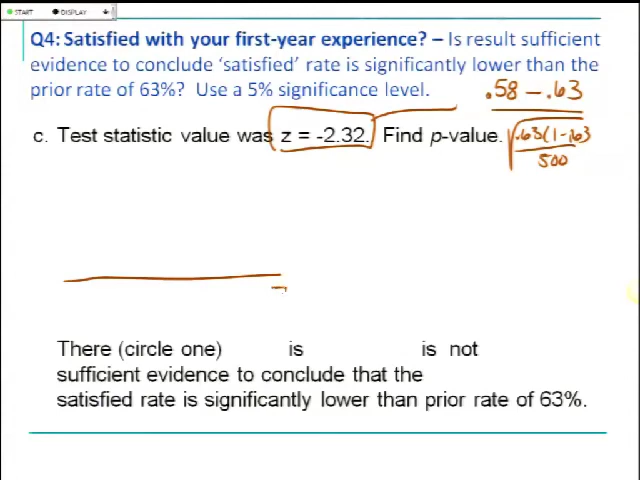 START DISPLAY
Q4: Satisfied with your first-year experience? – Is result sufficient
evidence to conclude ‘satisfied’ rate is significantly lower than the
prior rate of 63%? Use a 5% significance level.
.58 – .63
c. Test statistic value was z = -2.32. Find p-value.
√.63(1-.63
500
There (circle one) is is not
sufficient evidence to conclude that the
satisfied rate is significantly lower than prior rate of 63%.